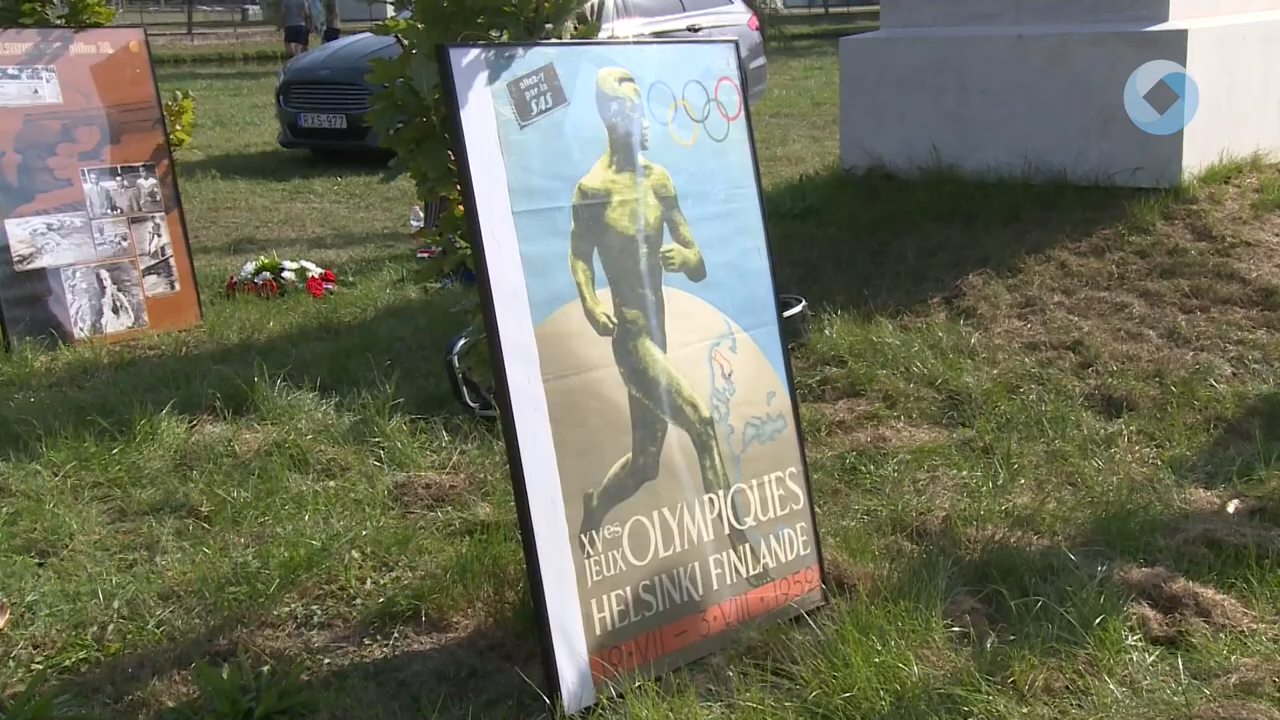 RXS-977
allez-y
par la
SAS
XVes
JEUX OLYMPIQUES
HELSINKI FINLANDE
19·VII – 3·VIII·1952